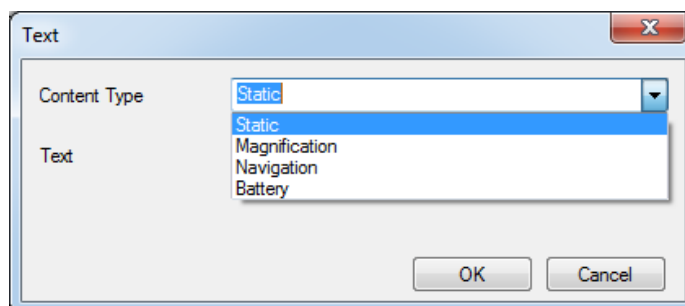 Text
Content Type
Static
Static
Magnification
Text
Navigation
Battery
OK
Cancel